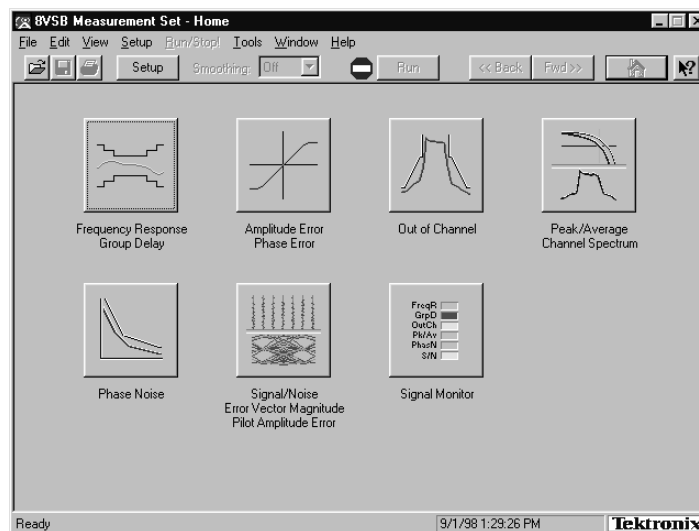 8VSB Measurement Set - Home
File Edit View Setup Run/Stop! Tools Window Help
Setup Smoothing: Off Run << Back Fwd >> ?
Frequency Response
Group Delay
Amplitude Error
Phase Error
Out of Channel
Peak/Average
Channel Spectrum
Phase Noise
Signal/Noise
Error Vector Magnitude
Pilot Amplitude Error
FreqR
GrpD
OutCh
Pk/Av
PhasN
S/N
Signal Monitor
Ready 9/1/98 1:29:26 PM Tektronix